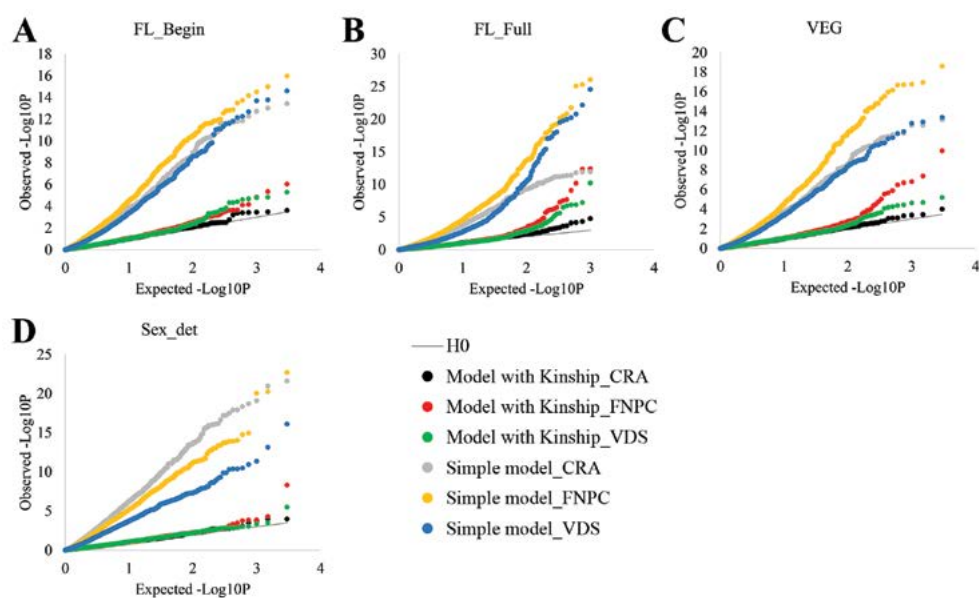 A
FL_Begin
Observed -Log10P
18
16
14
12
10
8
6
4
2
0
0 1 2 3 4
Expected -Log10P
B
FL_Full
Observed -Log10P
30
25
20
15
10
5
0
0 1 2 3 4
Expected -Log10P
C
VEG
Observed -Log10P
20
18
16
14
12
10
8
6
4
2
0
0 1 2 3 4
Expected -Log10P
D
Sex_det
Observed -Log10P
25
20
15
10
5
0
0 1 2 3 4
Expected -Log10P
H0
Model with Kinship_CRA
Model with Kinship_FNPC
Model with Kinship_VDS
Simple model_CRA
Simple model_FNPC
Simple model_VDS